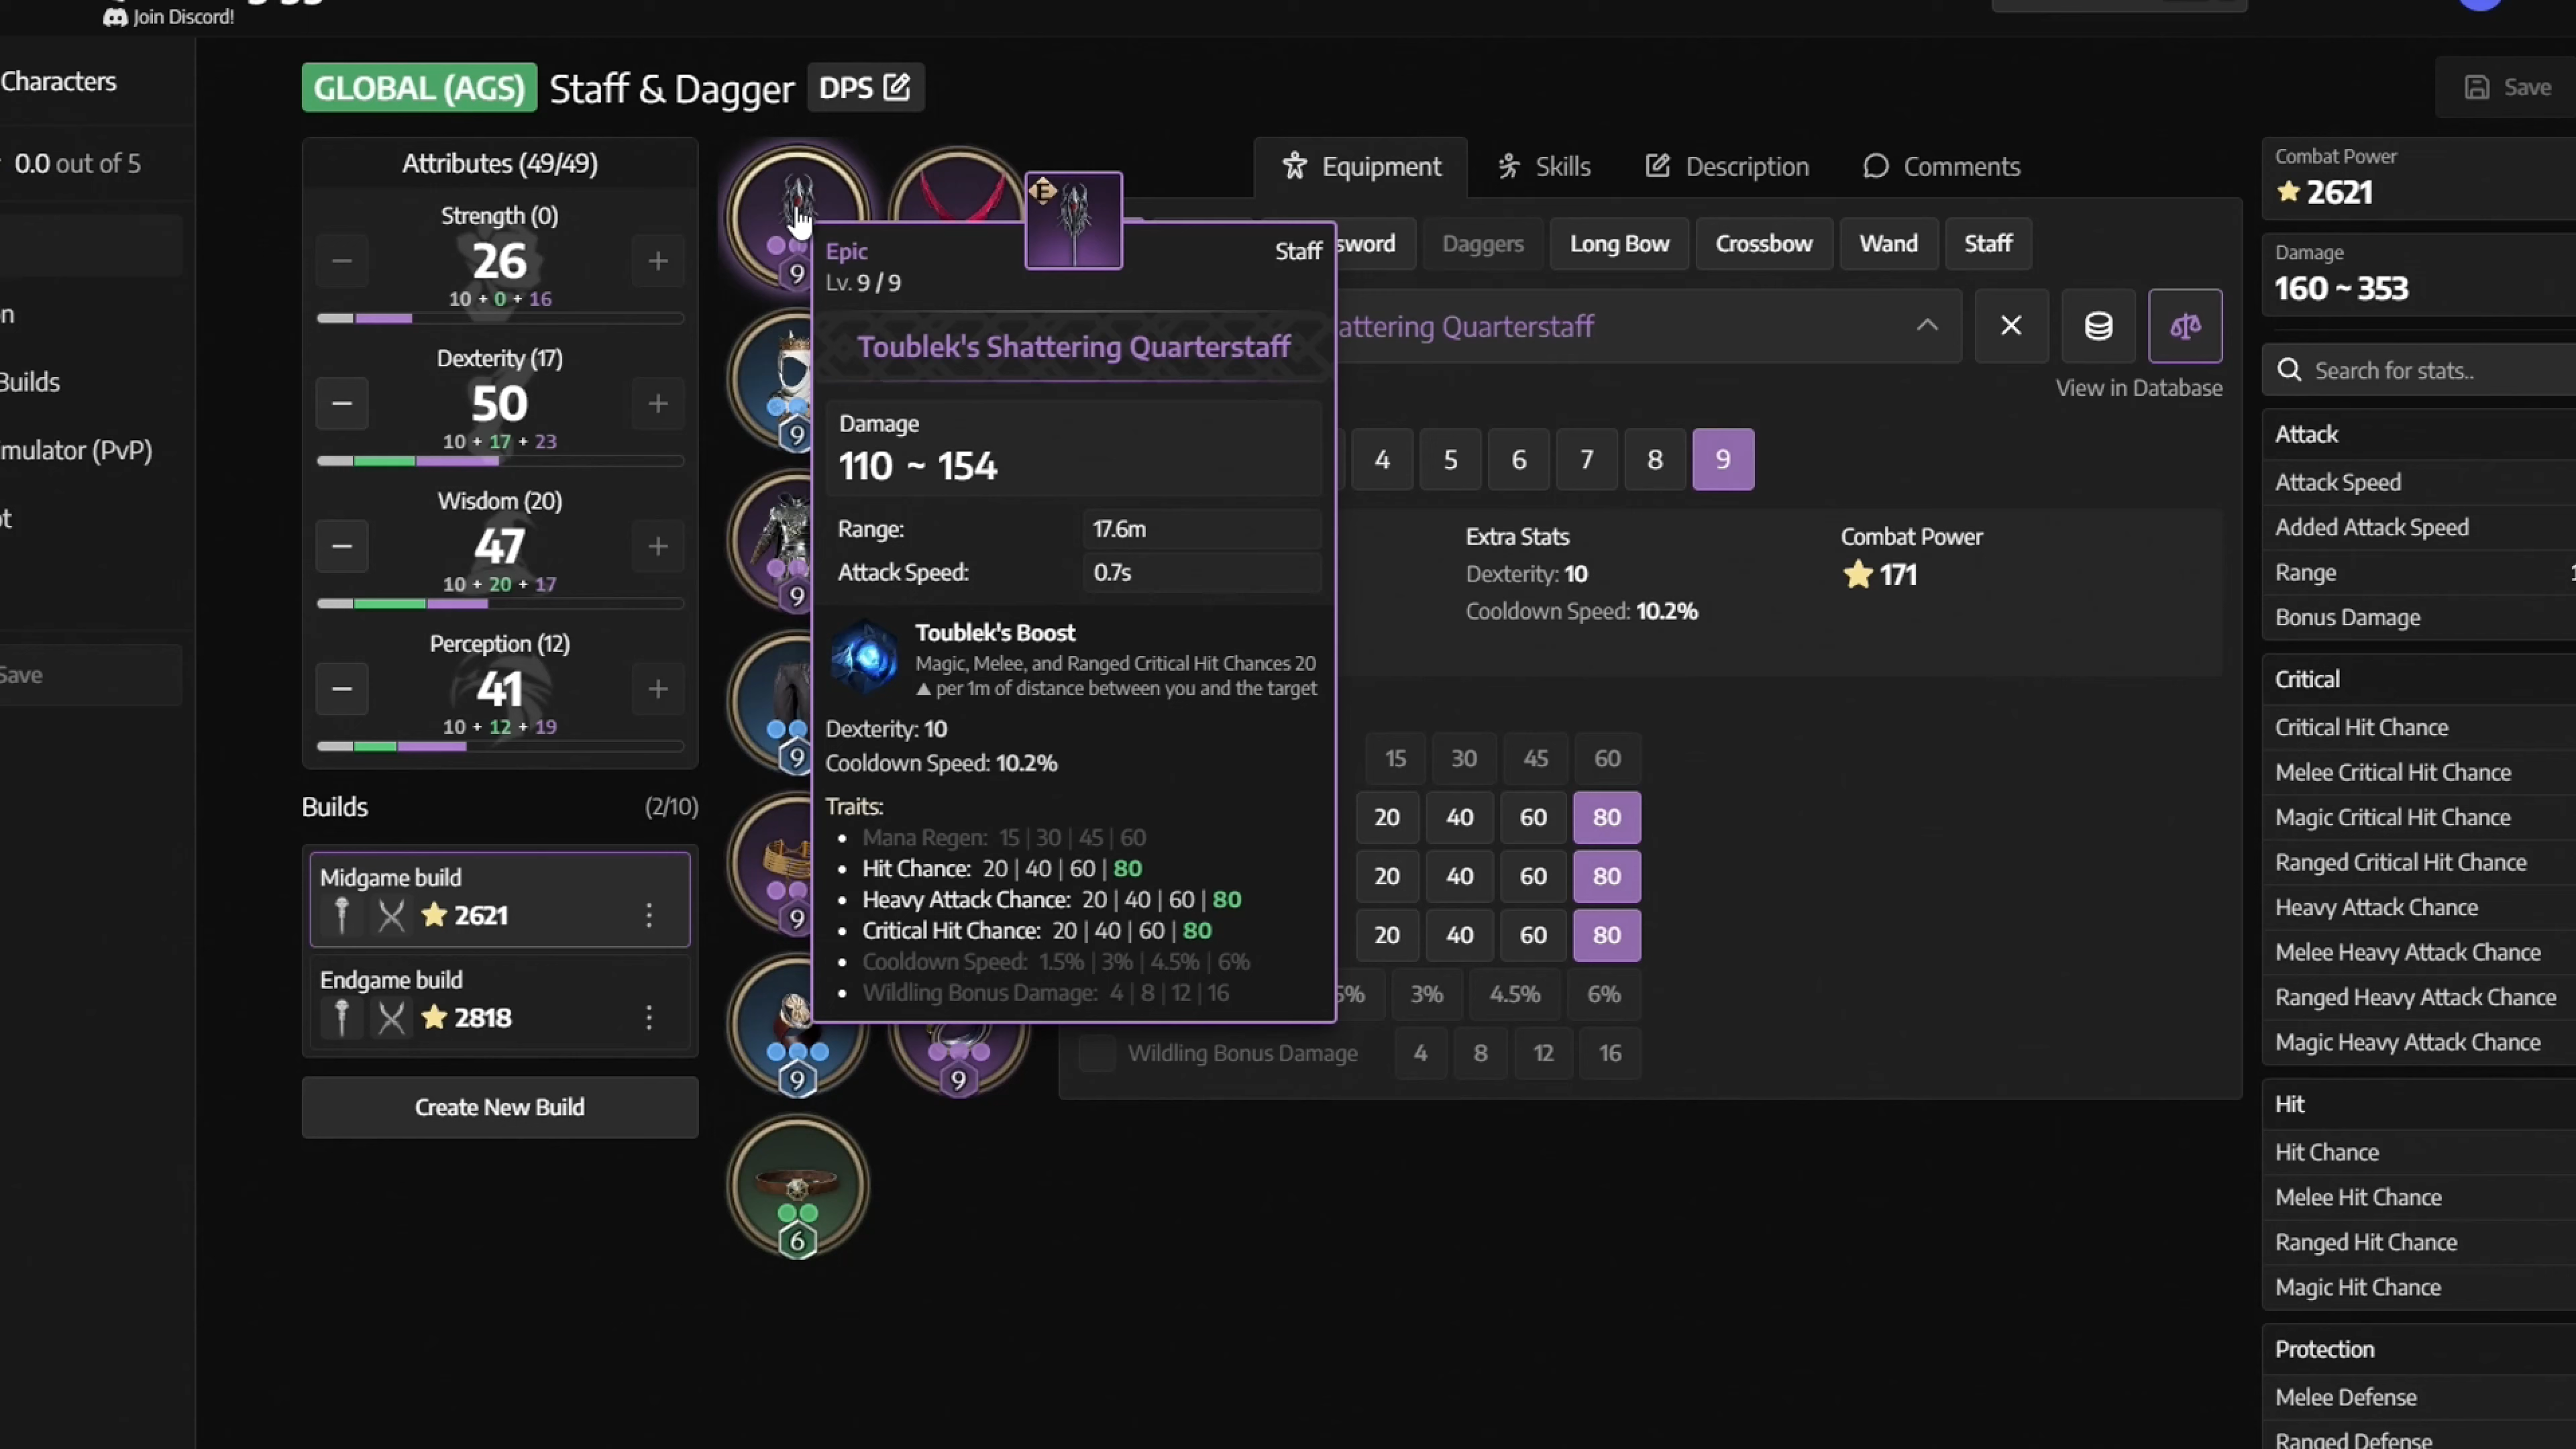 Join Discord!
Characters
0.0 out of 5
n
Builds
mulator (PvP)
t
Save
GLOBAL (AGS) Staff & Dagger DPS
Save
Attributes (49/49)
Strength (0)
26
10 + 0 + 16
Dexterity (17)
50
10 + 17 + 23
Wisdom (20)
47
10 + 20 + 17
Perception (12)
41
10 + 12 + 19
Builds (2/10)
Midgame build
2621
Endgame build
2818
Create New Build
9
9
9
9
9
9
9
6
E
Epic
Staff
Lv. 9 / 9
Toublek's Shattering Quarterstaff
Damage
110 ~ 154
Range: 17.6m
Attack Speed: 0.7s
Toublek's Boost
Magic, Melee, and Ranged Critical Hit Chances 20
▲ per 1m of distance between you and the target
Dexterity: 10
Cooldown Speed: 10.2%
Traits:
• Mana Regen: 15 | 30 | 45 | 60
• Hit Chance: 20 | 40 | 60 | 80
• Heavy Attack Chance: 20 | 40 | 60 | 80
• Critical Hit Chance: 20 | 40 | 60 | 80
• Cooldown Speed: 1.5% | 3% | 4.5% | 6%
• Wildling Bonus Damage: 4 | 8 | 12 | 16
Equipment Skills Description Comments
sword Daggers Long Bow Crossbow Wand Staff
attering Quarterstaff
View in Database
4 5 6 7 8 9
Extra Stats
Dexterity: 10
Cooldown Speed: 10.2%
Combat Power
171
15 30 45 60
20 40 60 80
20 40 60 80
20 40 60 80
5% 3% 4.5% 6%
Wildling Bonus Damage 4 8 12 16
Combat Power
2621
Damage
160 ~ 353
Search for stats..
Attack
Attack Speed
Added Attack Speed
Range
Bonus Damage
Critical
Critical Hit Chance
Melee Critical Hit Chance
Magic Critical Hit Chance
Ranged Critical Hit Chance
Heavy Attack Chance
Melee Heavy Attack Chance
Ranged Heavy Attack Chance
Magic Heavy Attack Chance
Hit
Hit Chance
Melee Hit Chance
Ranged Hit Chance
Magic Hit Chance
Protection
Melee Defense
Ranged Defense